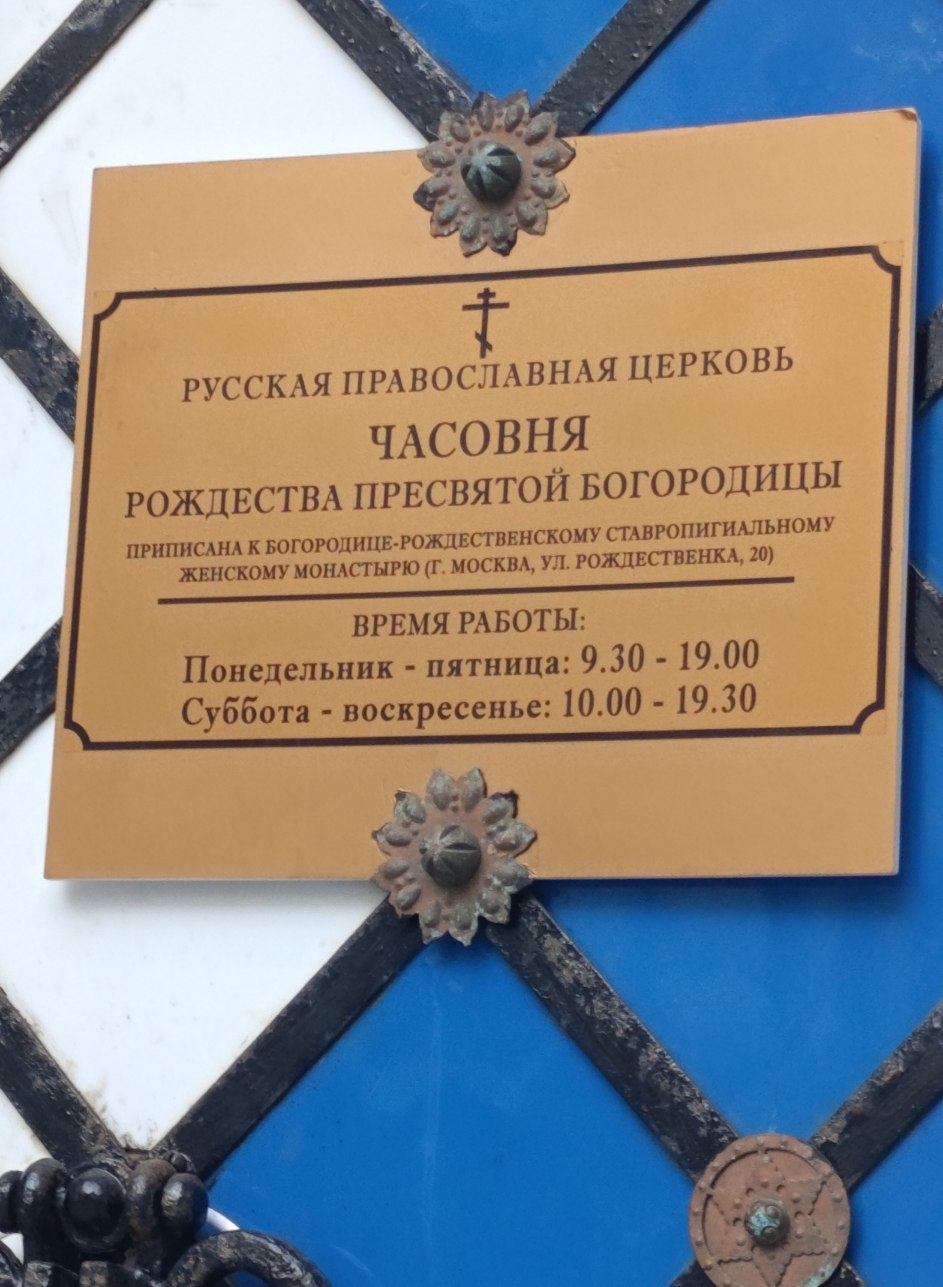 РУССКАЯ ПРАВОСЛАВНАЯ ЦЕРКОВЬ
ЧАСОВНЯ
РОЖДЕСТВА ПРЕСВЯТОЙ БОГОРОДИЦЫ
ПРИПИСАНА К БОГОРОДИЦЕ-РОЖДЕСТВЕНСКОМУ СТАВРОПИГИАЛЬНОМУ
ЖЕНСКОМУ МОНАСТЫРЮ (Г. МОСКВА, УЛ. РОЖДЕСТВЕНКА, 20)
ВРЕМЯ РАБОТЫ:
Понедельник - пятница: 9.30 - 19.00
Суббота - воскресенье: 10.00 - 19.30